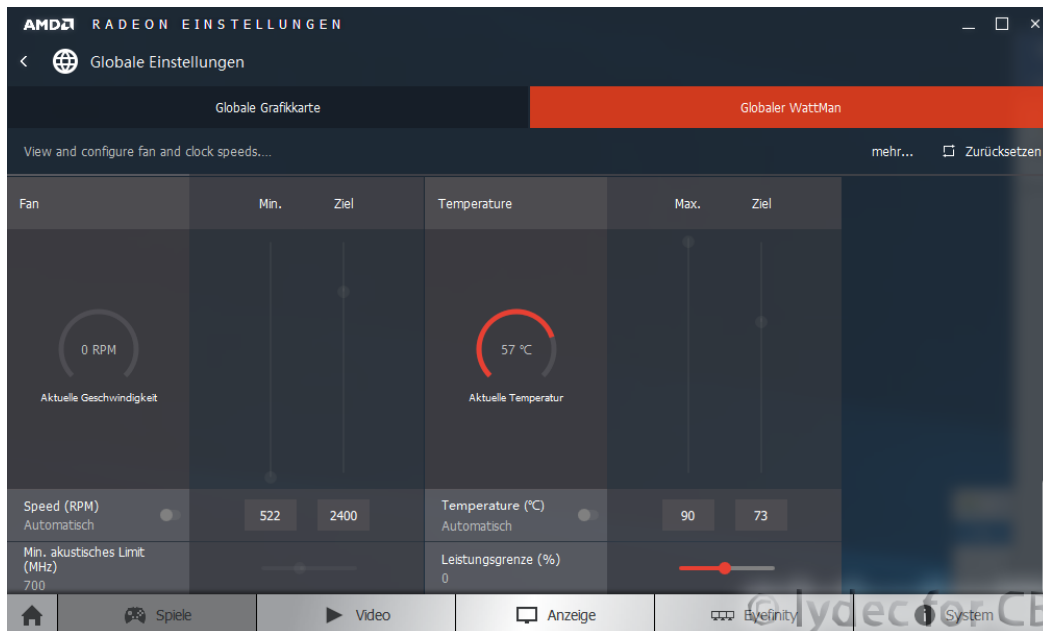 AMD RADEON EINSTELLUNGEN
Globale Einstellungen
Globale Grafikkarte Globaler WattMan
View and configure fan and clock speeds.... mehr... Zurücksetzen
Fan Min. Ziel Temperature Max. Ziel
0 RPM 57 °C
Aktuelle Geschwindigkeit Aktuelle Temperatur
Speed (RPM) Temperature (°C)
Automatisch 522 2400 Automatisch 90 73
Min. akustisches Limit
(MHz) Leistungsgrenze (%)
700 0
Spiele Video Anzeige Eyefinity System
© lydec for CB